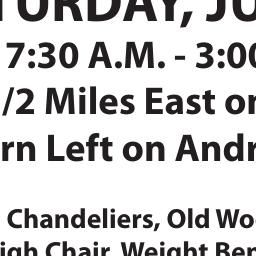 TURDAY, JU
7:30 A.M. - 3:00
/2 Miles East on
rn Left on Andr
Chandeliers, Old Wo
igh Chair, Weight Ben